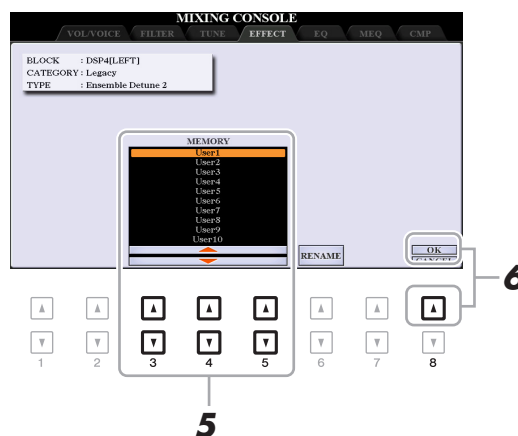 MIXING CONSOLE
VOL/VOICE FILTER TUNE EFFECT EQ MEQ CMP
BLOCK : DSP4[LEFT]
CATEGORY : Legacy
TYPE : Ensemble Detune 2
MEMORY
User1
User2
User3
User4
User5
User6
User7
User8
User9
User10
RENAME
OK
CANCEL
6
1 2 3 4 5 6 7 8
5